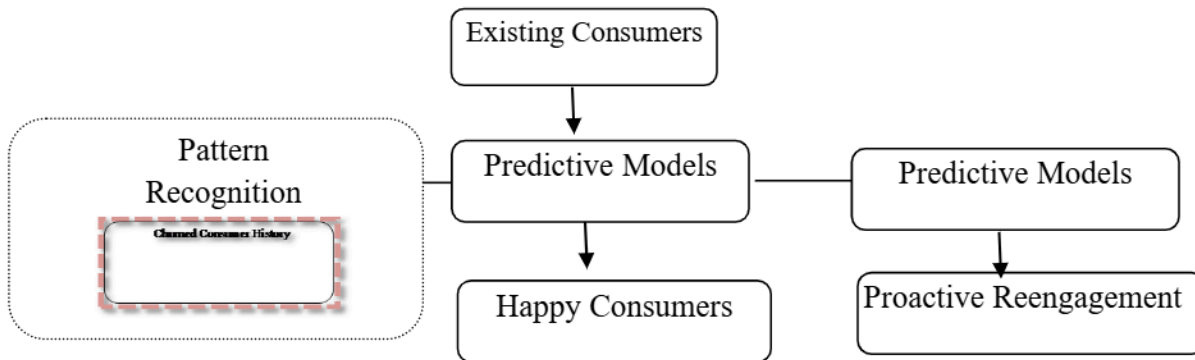 Existing Consumers
Pattern
Recognition
Churned Consumer History
Predictive Models
Predictive Models
Happy Consumers
Proactive Reengagement